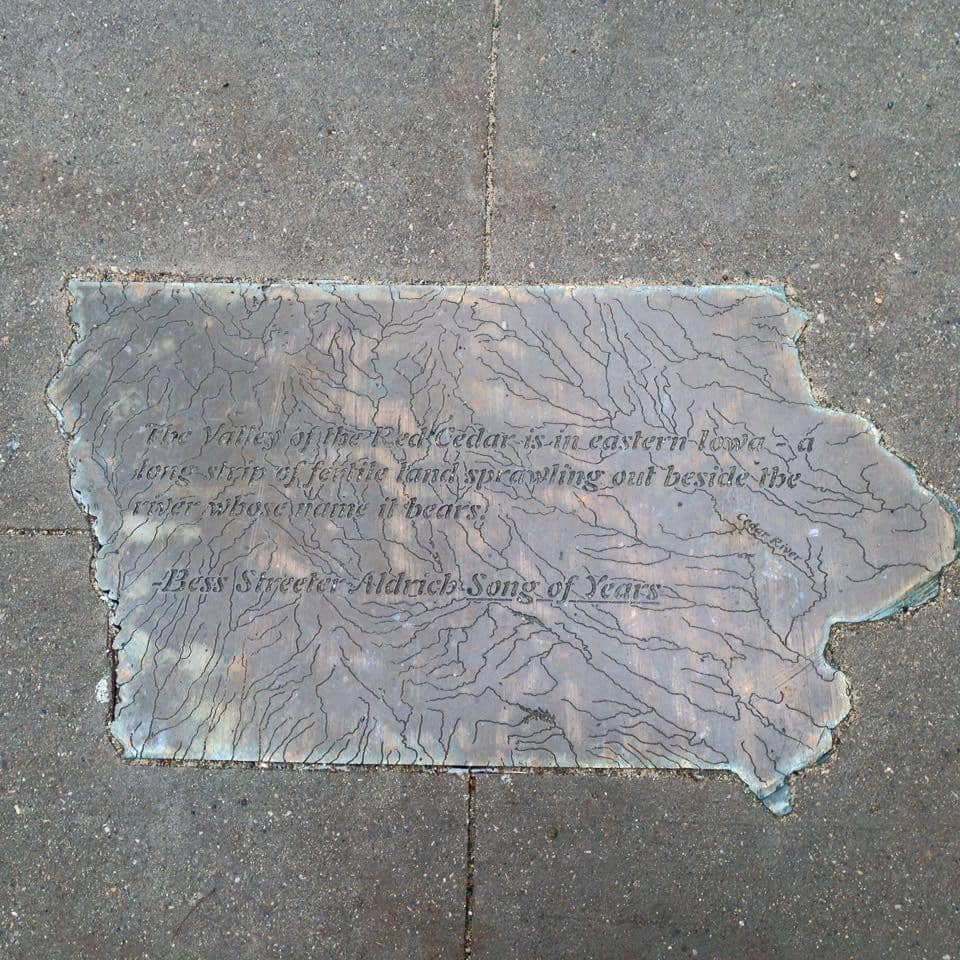 The Valley of the Red Cedar is in eastern Iowa - a
long strip of fertile land sprawling out beside the
river whose name it bears.
Cedar River
-Bess Streeter Aldrich Song of Years